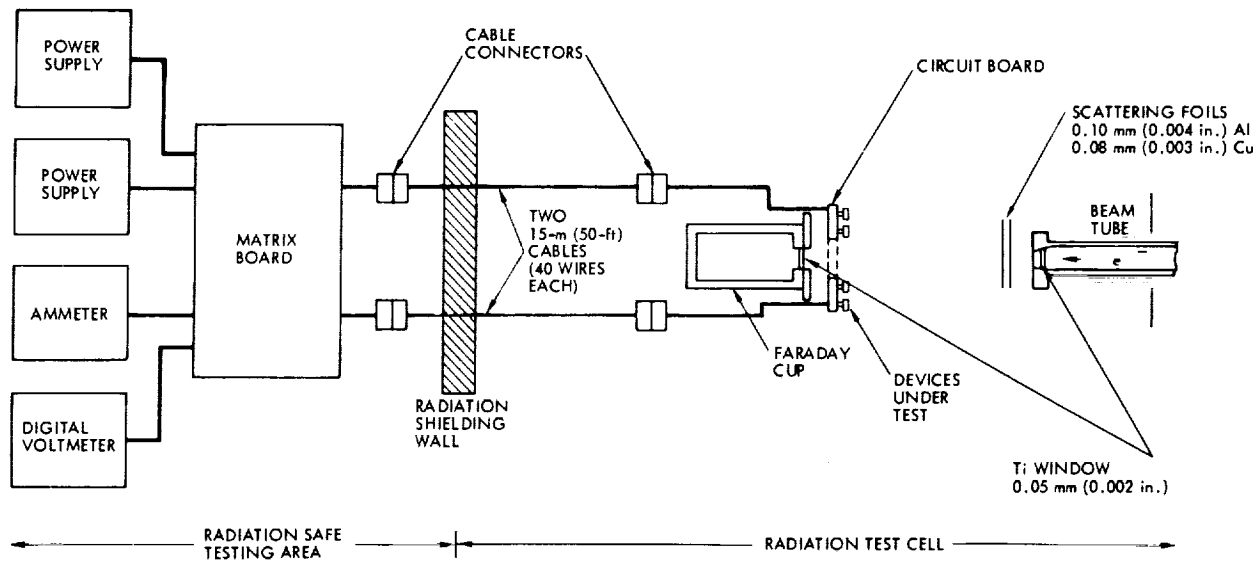 POWER
SUPPLY
CABLE
CONNECTORS
CIRCUIT BOARD
SCATTERING FOILS
0.10 mm (0.004 in.) Al
0.08 mm (0.003 in.) Cu
POWER
SUPPLY
MATRIX
BOARD
TWO
15-m (50-ft)
CABLES
(40 WIRES
EACH)
BEAM
TUBE
e
AMMETER
FARADAY
CUP
DEVICES
UNDER
TEST
DIGITAL
VOLTMETER
RADIATION
SHIELDING
WALL
Ti WINDOW
0.05 mm (0.002 in.)
RADIATION SAFE
TESTING AREA
RADIATION TEST CELL